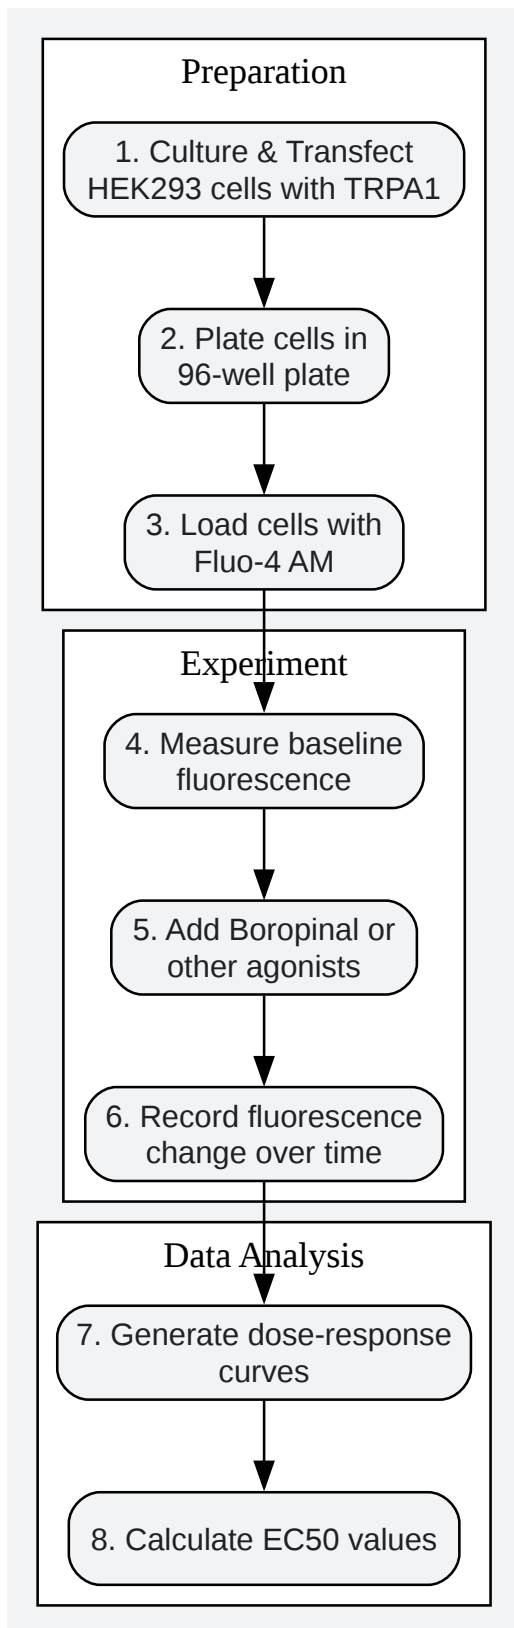 Preparation
1. Culture & Transfect
HEK293 cells with TRPA1
2. Plate cells in
96-well plate
3. Load cells with
Fluo-4 AM
Experiment
4. Measure baseline
fluorescence
5. Add Boropinal or
other agonists
6. Record fluorescence
change over time
Data Analysis
7. Generate dose-response
curves
8. Calculate EC50 values